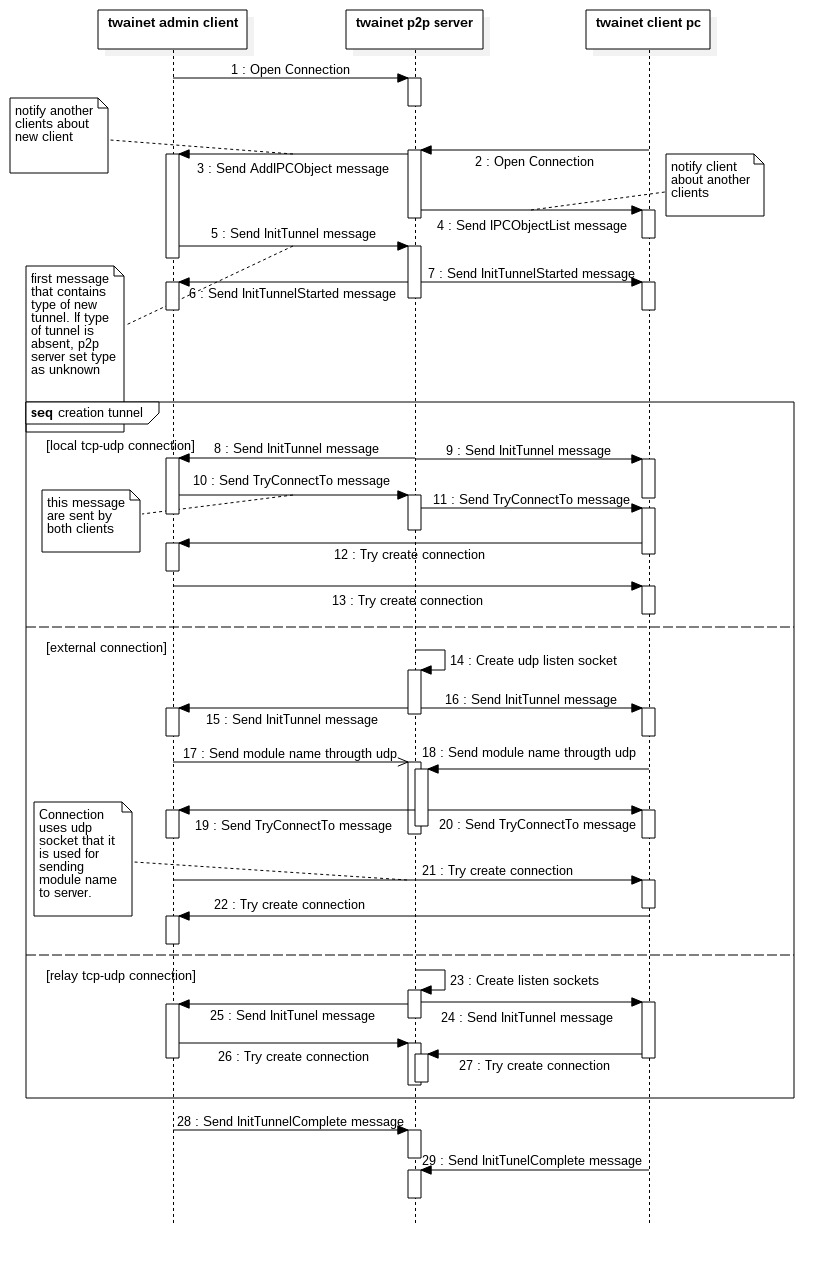 twainet admin client
twainet p2p server
twainet client pc
1 : Open Connection
notify another
clients about
new client
2 : Open Connection
3 : Send AddIPCObject message
notify client
about another
clients
4 : Send IPCObjectList message
5 : Send InitTunnel message
first message
that contains
type of new
tunnel. If type
of tunnel is
absent, p2p
server set type
as unknown
6 : Send InitTunnelStarted message
7 : Send InitTunnelStarted message
seq creation tunnel
[local tcp-udp connection]
8 : Send InitTunnel message
9 : Send InitTunnel message
10 : Send TryConnectTo message
this message
are sent by
both clients
11 : Send TryConnectTo message
12 : Try create connection
13 : Try create connection
[external connection]
14 : Create udp listen socket
15 : Send InitTunnel message
16 : Send InitTunnel message
17 : Send module name througth udp
18 : Send module name througth udp
Connection
uses udp
socket that it
is used for
sending
module name
to server.
19 : Send TryConnectTo message
20 : Send TryConnectTo message
21 : Try create connection
22 : Try create connection
[relay tcp-udp connection]
23 : Create listen sockets
25 : Send InitTunel message
24 : Send InitTunnel message
26 : Try create connection
27 : Try create connection
28 : Send InitTunnelComplete message
29 : Send InitTunelComplete message